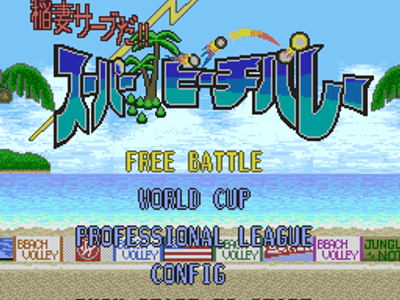 稲妻サーブだ!!
スーパービーチバレー
FREE BATTLE
WORLD CUP
PROFESSIONAL LEAGUE
BEACH VOLLEY BEACH VOLLEY BEACH VOLLEY JUNGLE
CONFIG